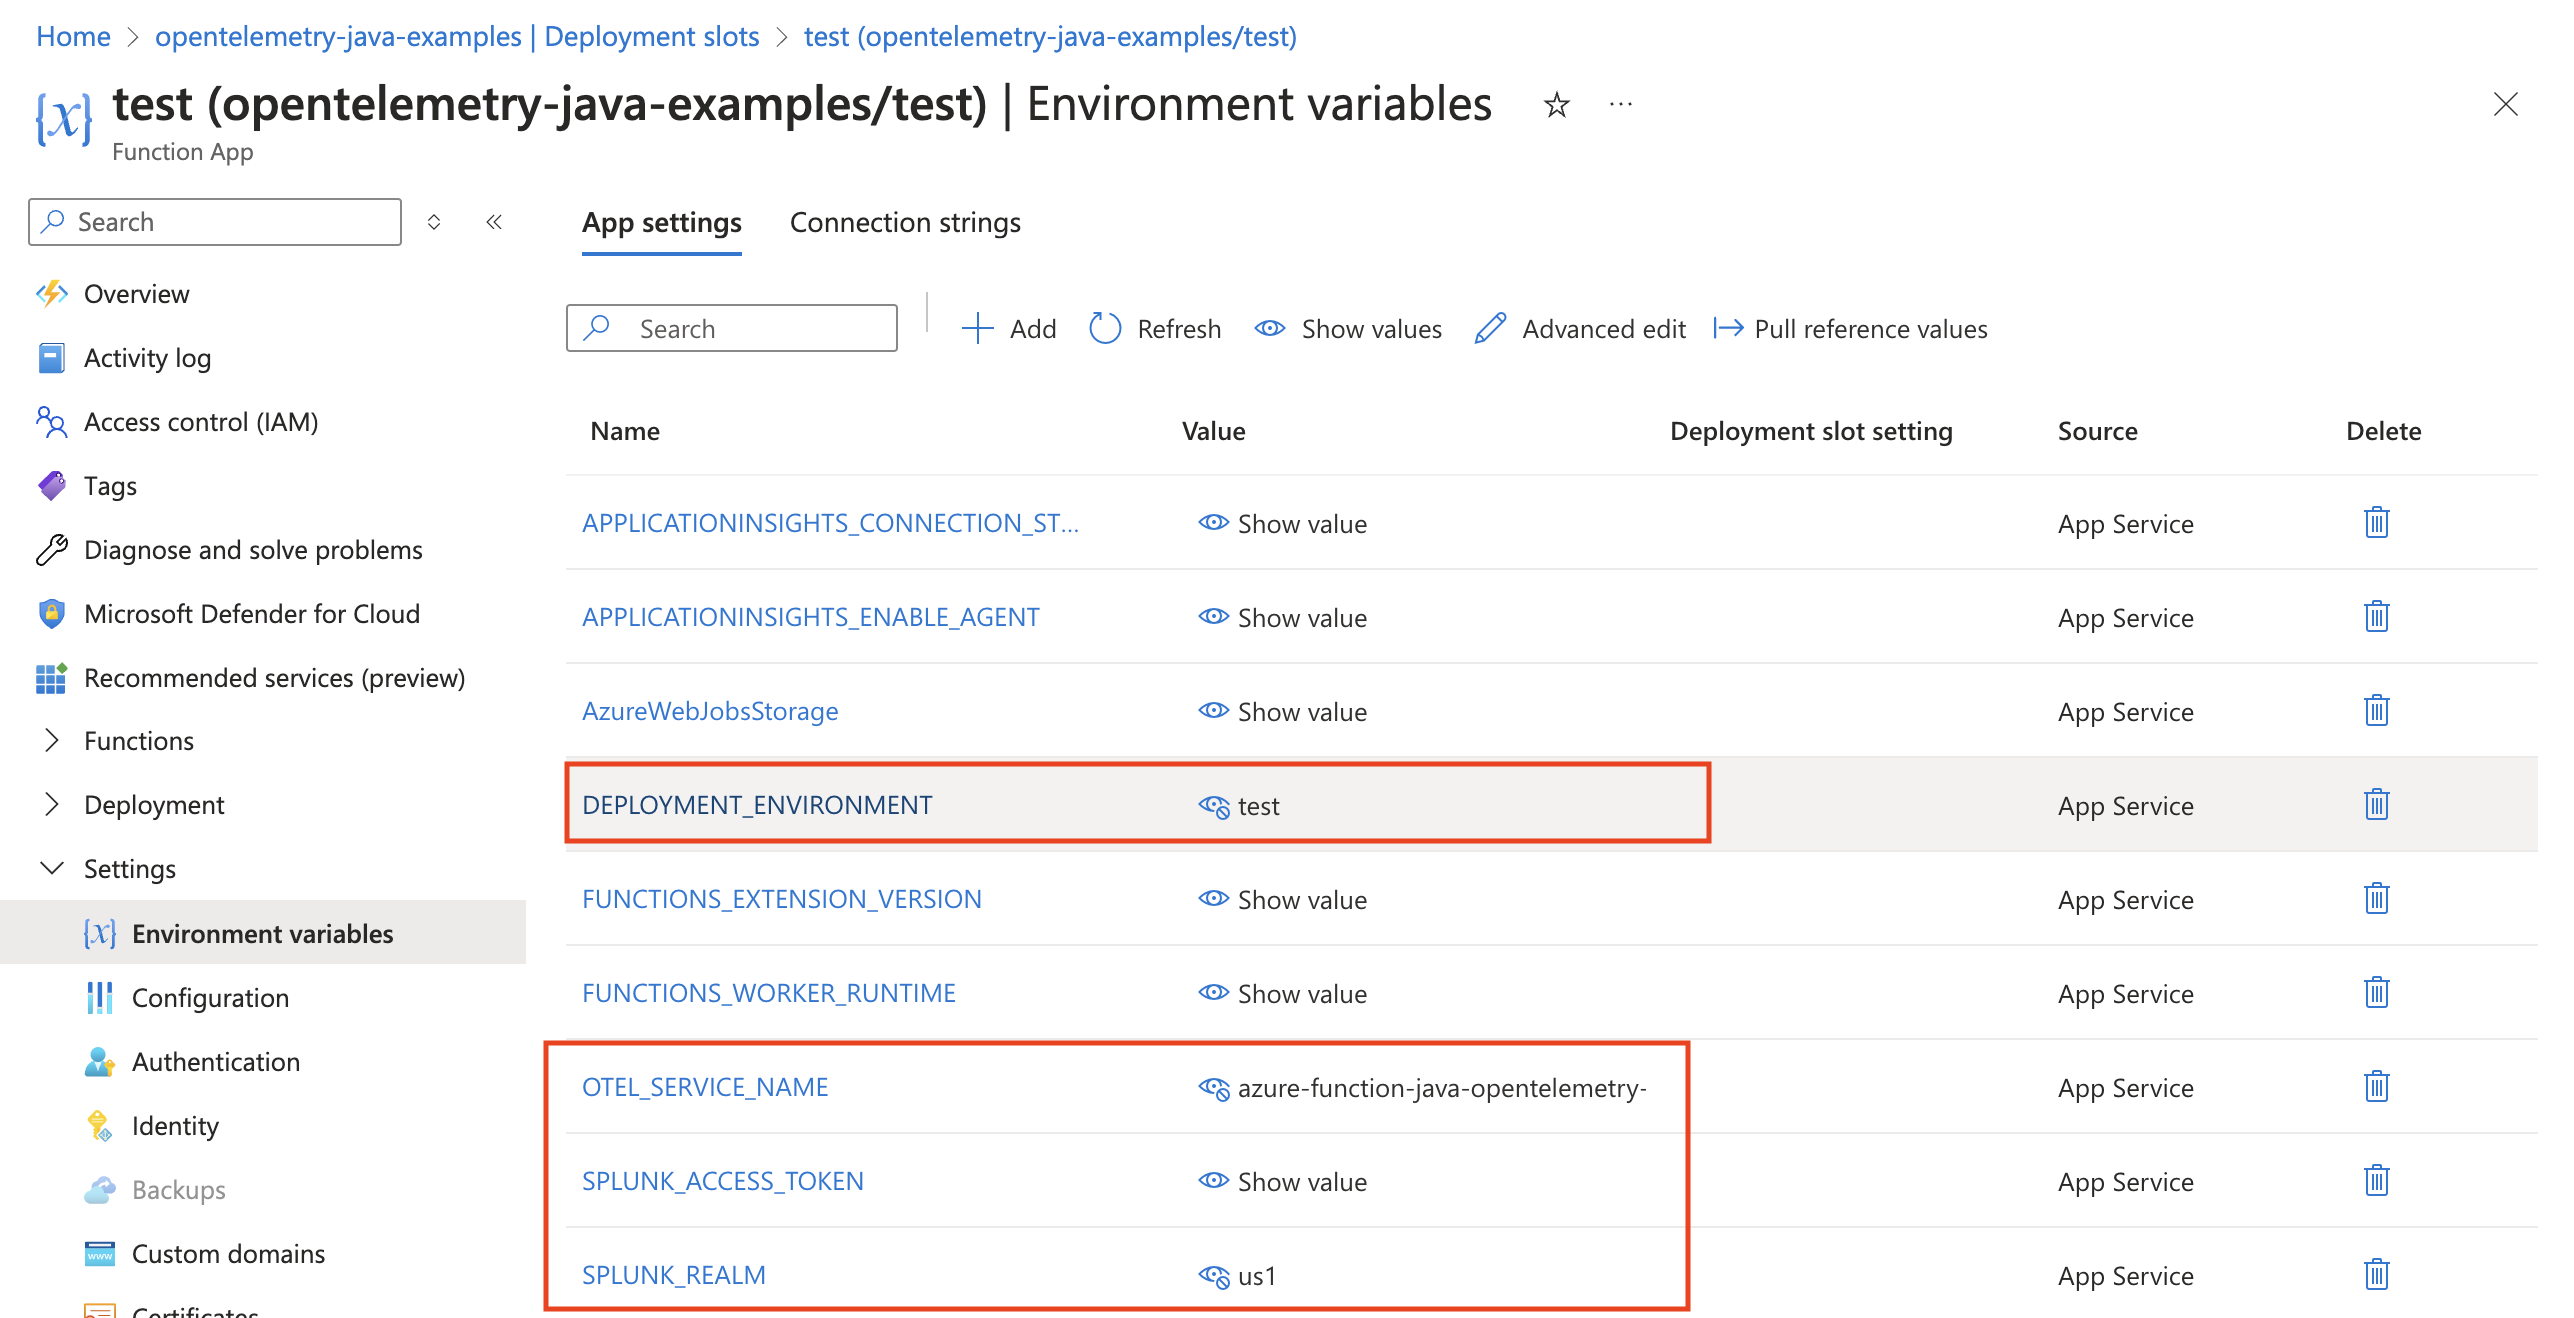 Home > opentelemetry-java-examples | Deployment slots > test (opentelemetry-java-examples/test)
{x} test (opentelemetry-java-examples/test) | Environment variables ...
Function App
Search
App settings Connection strings
Overview
Activity log
Access control (IAM)
Tags
Diagnose and solve problems
Microsoft Defender for Cloud
Recommended services (preview)
Functions
Deployment
Settings
{x} Environment variables
Configuration
Authentication
Identity
Backups
www Custom domains
Certificates
Search Add Refresh Show values Advanced edit Pull reference values
Name Value Deployment slot setting Source Delete
APPLICATIONINSIGHTS_CONNECTION_ST... Show value App Service
APPLICATIONINSIGHTS_ENABLE_AGENT Show value App Service
AzureWebJobsStorage Show value App Service
DEPLOYMENT_ENVIRONMENT test App Service
FUNCTIONS_EXTENSION_VERSION Show value App Service
FUNCTIONS_WORKER_RUNTIME Show value App Service
OTEL_SERVICE_NAME azure-function-java-opentelemetry- App Service
SPLUNK_ACCESS_TOKEN Show value App Service
SPLUNK_REALM us1 App Service